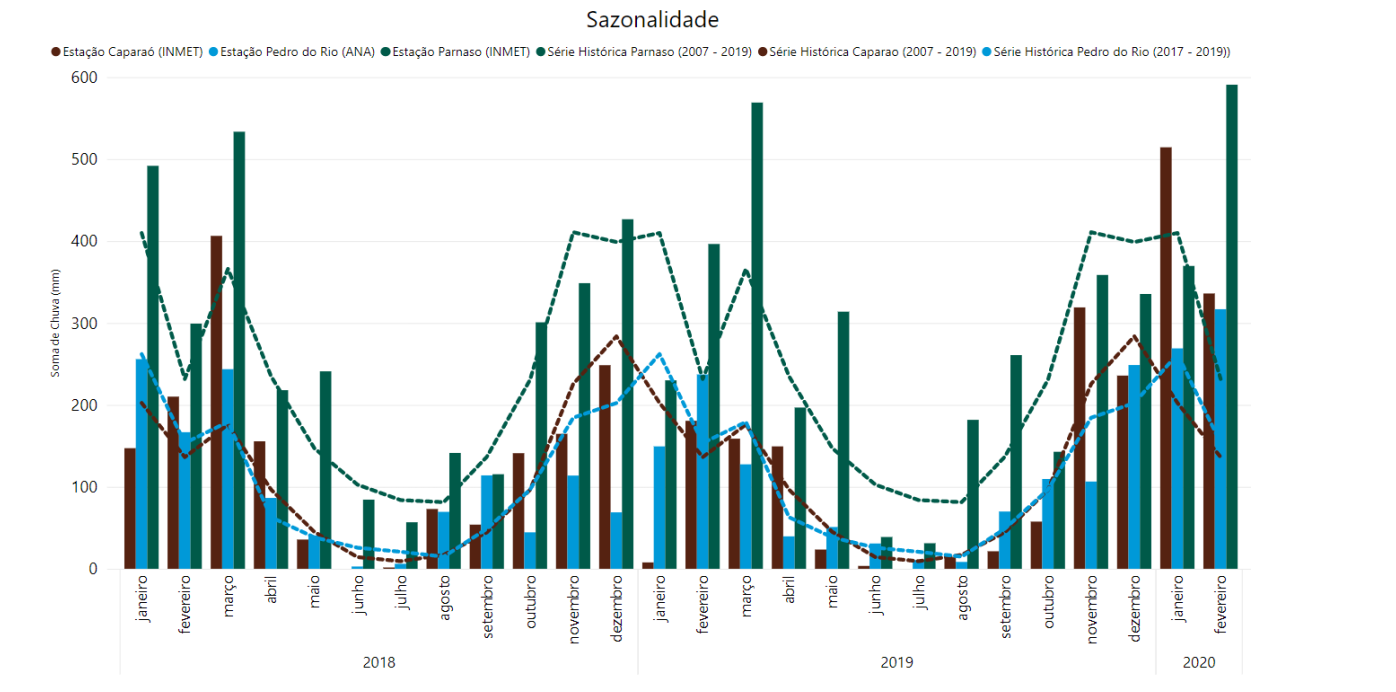 Sazonalidade
Estação Caparaó (INMET) Estação Pedro do Rio (ANA) Estação Parnaso (INMET) Série Histórica Parnaso (2007 - 2019) Série Histórica Caparao (2007 - 2019) Série Histórica Pedro do Rio (2017 - 2019))
Soma de Chuva (mm)
600
500
400
300
200
100
0
janeiro fevereiro março abril maio junho julho agosto setembro outubro novembro dezembro janeiro fevereiro março abril maio junho julho agosto setembro outubro novembro dezembro janeiro fevereiro
2018 2019 2020